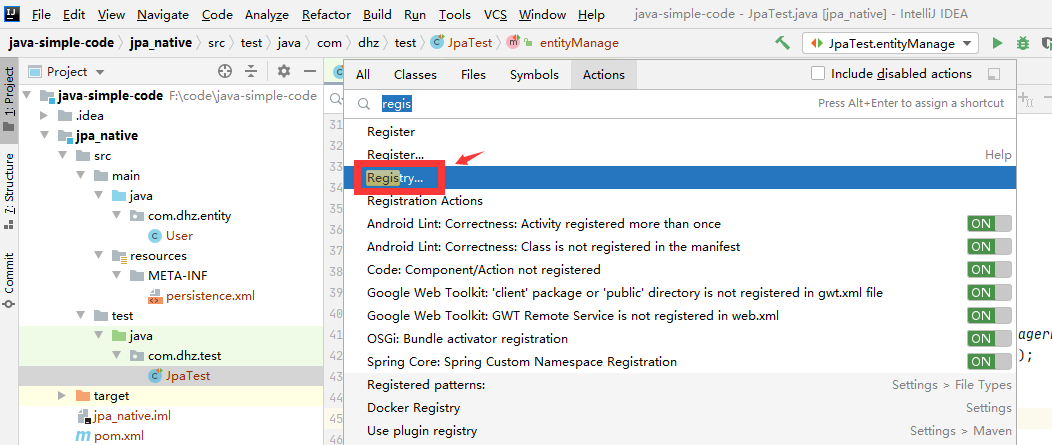 File Edit View Navigate Code Analyze Refactor Build Run Tools VCS Window Help java-simple-code - JpaTest.java [jpa_native] - IntelliJ IDEA
java-simple-code jpa_native src test java com dhz test JpaTest entityManage JpaTest.entityManage
Project
All Classes Files Symbols Actions Include disabled actions
regis Press Alt+Enter to assign a shortcut
Register
Register... Help
Registry...
Registration Actions
Android Lint: Correctness: Activity registered more than once ON
Android Lint: Correctness: Class is not registered in the manifest ON
Code: Component/Action not registered ON
Google Web Toolkit: 'client' package or 'public' directory is not registered in gwt.xml file ON
Google Web Toolkit: GWT Remote Service is not registered in web.xml ON
OSGi: Bundle activator registration ON
Spring Core: Spring Custom Namespace Registration ON
Registered patterns: Settings > File Types
Docker Registry Settings
Use plugin registry Settings > Maven
1: Project
7: Structure
Commit
java-simple-code F:\code\java-simple-code
.idea
jpa_native
src
main
java
com.dhz.entity
User
resources
META-INF
persistence.xml
test
java
com.dhz.test
JpaTest
target
jpa_native.iml
pom.xml
31
32
33
34
35
36
37
38
39
40
41
42
43
44
45
46
);